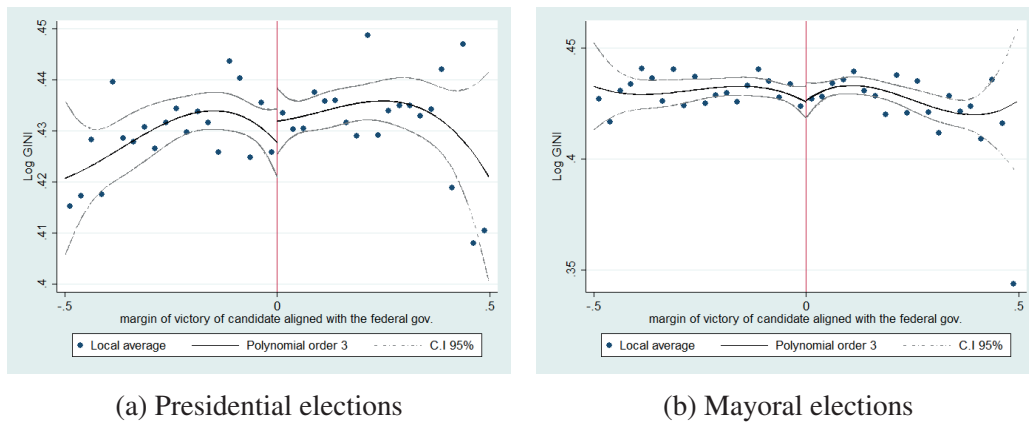 .45
.44
.43
.42
.41
.4
Log GINI
-.5 0 .5
margin of victory of candidate aligned with the federal gov.
Local average Polynomial order 3 C.I 95%
(a) Presidential elections
.45
.4
.35
Log GINI
-.5 0 .5
margin of victory of candidate aligned with the federal gov.
Local average Polynomial order 3 C.I 95%
(b) Mayoral elections